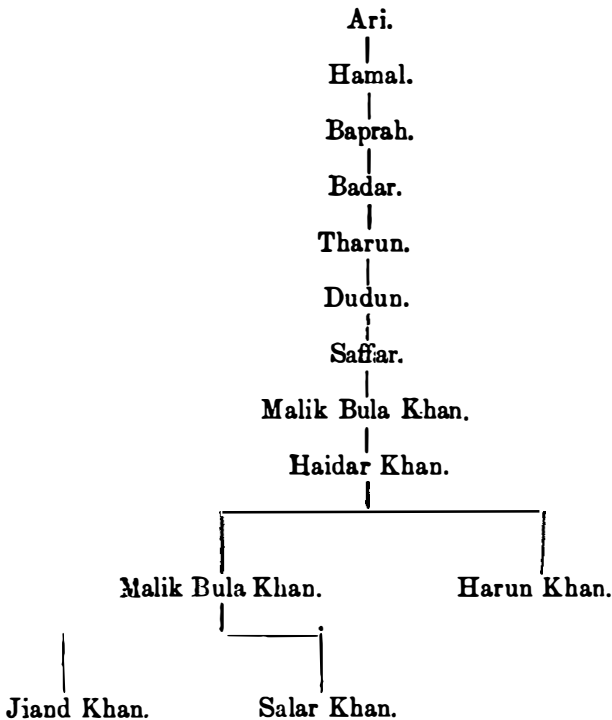 Ari.
Hamal.
Baprah.
Badar.
Tharun.
Dudun.
Saffar.
Malik Bula Khan.
Haidar Khan.
Malik Bula Khan. Harun Khan.
Jiand Khan. Salar Khan.